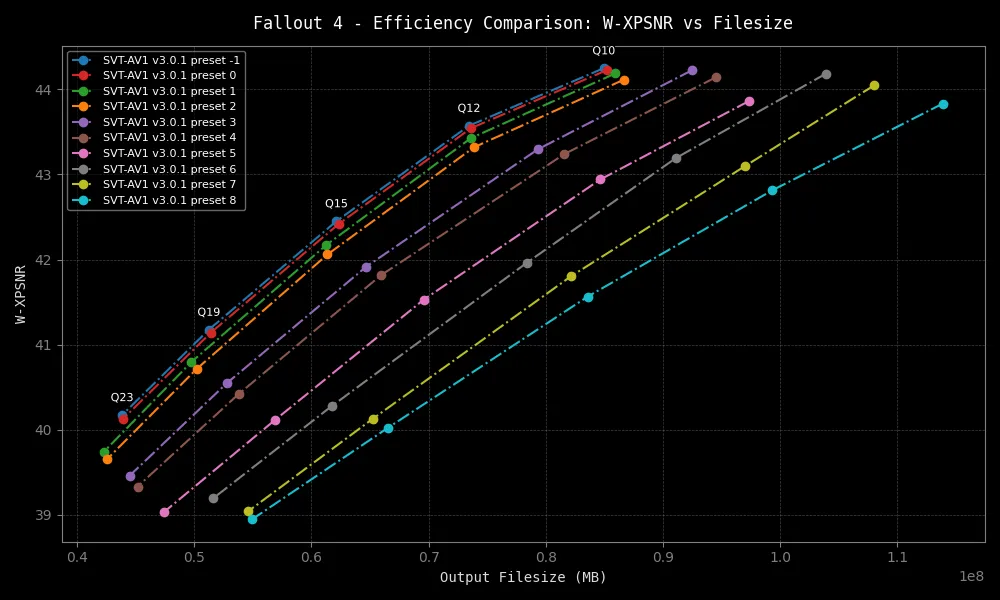 Fallout 4 - Efficiency Comparison: W-XPSNR vs Filesize
SVT-AV1 v3.0.1 preset -1
SVT-AV1 v3.0.1 preset 0
SVT-AV1 v3.0.1 preset 1
SVT-AV1 v3.0.1 preset 2
SVT-AV1 v3.0.1 preset 3
SVT-AV1 v3.0.1 preset 4
SVT-AV1 v3.0.1 preset 5
SVT-AV1 v3.0.1 preset 6
SVT-AV1 v3.0.1 preset 7
SVT-AV1 v3.0.1 preset 8
Q10
Q12
Q15
Q19
Q23
W-XPSNR
44
43
42
41
40
39
0.4 0.5 0.6 0.7 0.8 0.9 1.0 1.1
1e8
Output Filesize (MB)